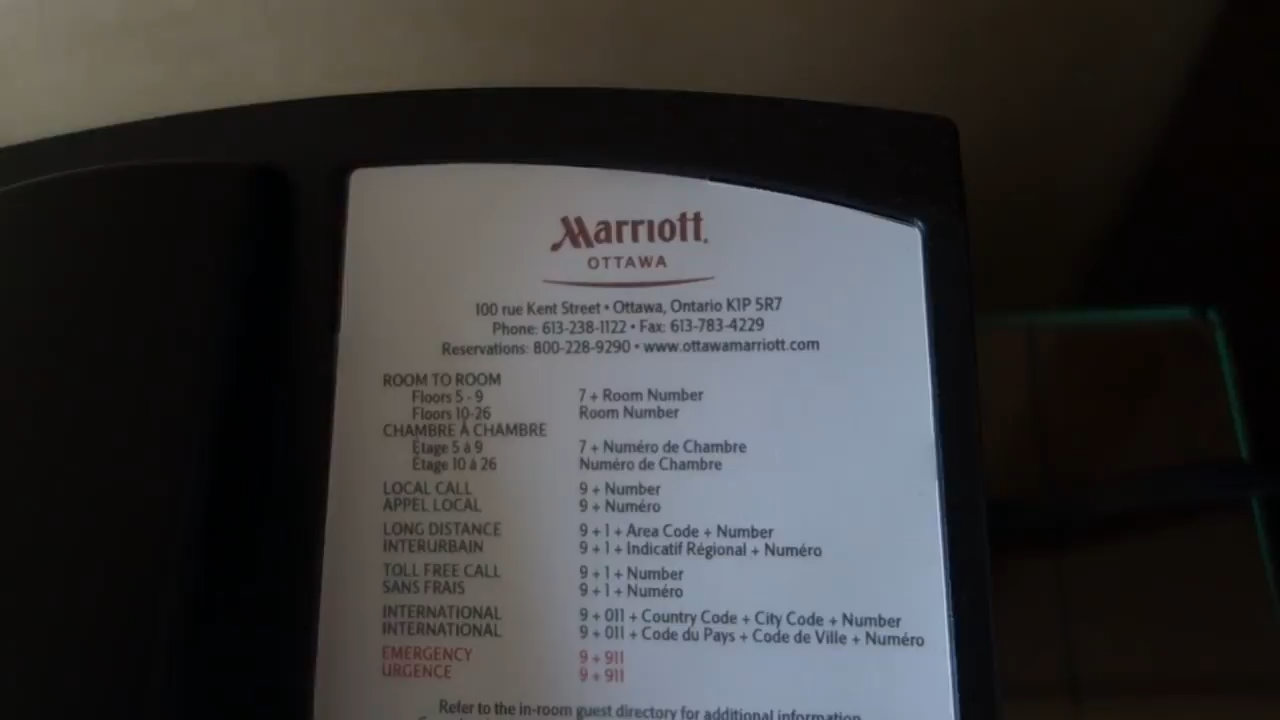 Marriott.
OTTAWA
100 rue Kent Street • Ottawa, Ontario K1P 5R7
Phone: 613-238-1122 • Fax: 613-783-4229
Reservations: 800-228-9290 • www.ottawamarriott.com
ROOM TO ROOM
Floors 5 - 9 7 + Room Number
Floors 10-26 Room Number
CHAMBRE À CHAMBRE
Étage 5 à 9 7 + Numéro de Chambre
Étage 10 à 26 Numéro de Chambre
LOCAL CALL 9 + Number
APPEL LOCAL 9 + Numéro
LONG DISTANCE 9 + 1 + Area Code + Number
INTERURBAIN 9 + 1 + Indicatif Régional + Numéro
TOLL FREE CALL 9 + 1 + Number
SANS FRAIS 9 + 1 + Numéro
INTERNATIONAL 9 + 011 + Country Code + City Code + Number
INTERNATIONAL 9 + 011 + Code du Pays + Code de Ville + Numéro
EMERGENCY 9 + 911
URGENCE 9 + 911
Refer to the in-room guest directory for additional information